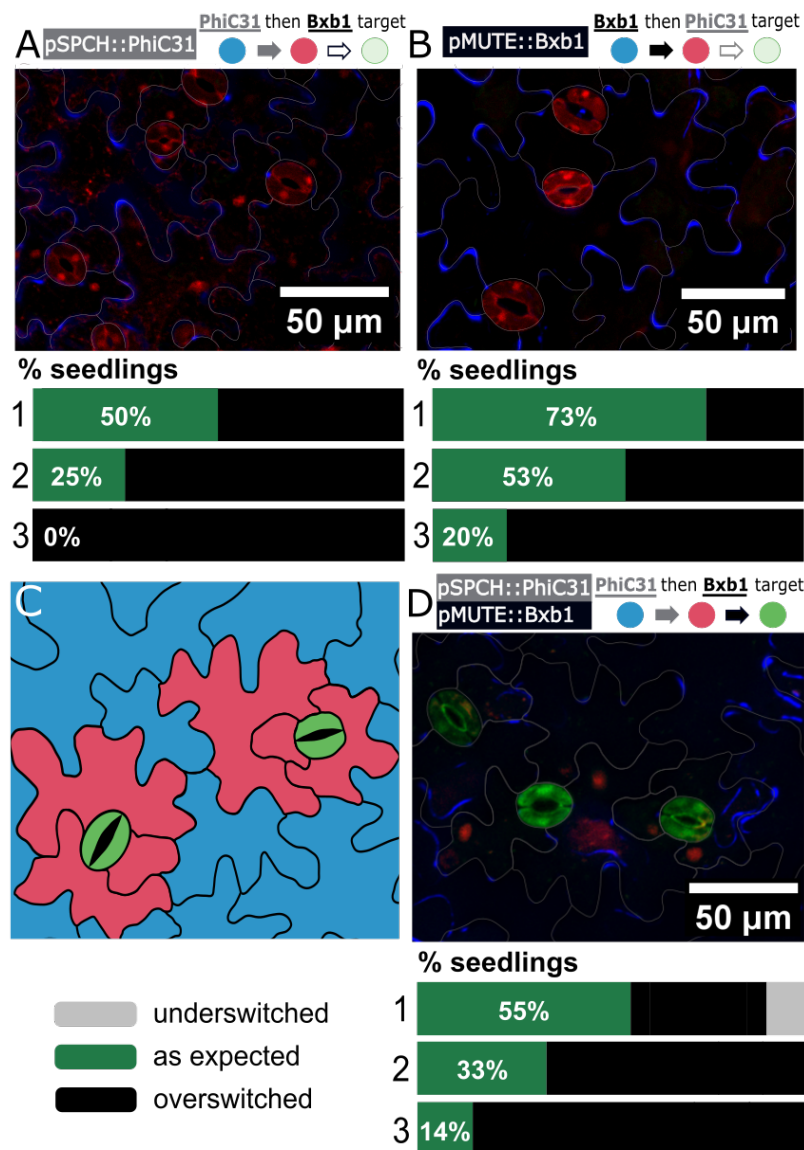 A
pSPCH::PhiC31
PhiC31 then Bxb1 target
50 µm
% seedlings
1 50%
2 25%
3 0%
B
pMUTE::Bxb1
Bxb1 then PhiC31 target
50 µm
% seedlings
1 73%
2 53%
3 20%
C
D
pSPCH::PhiC31
pMUTE::Bxb1
PhiC31 then Bxb1 target
50 µm
% seedlings
1 55%
2 33%
3 14%
underswitched
as expected
overswitched